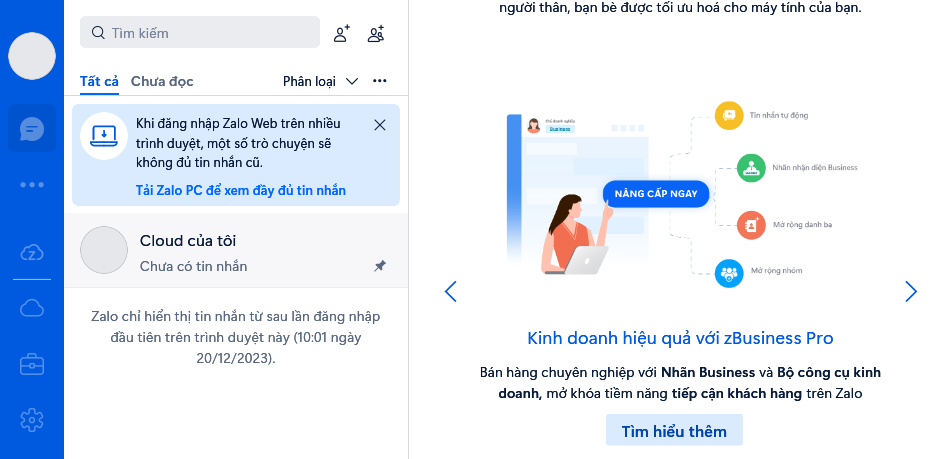 Tìm kiếm
Tất cả
Chưa đọc
Phân loại
Khi đăng nhập Zalo Web trên nhiều
trình duyệt, một số trò chuyện sẽ
không đủ tin nhắn cũ.
Tải Zalo PC để xem đầy đủ tin nhắn
Cloud của tôi
Chưa có tin nhắn
Zalo chỉ hiển thị tin nhắn từ sau lần đăng nhập
đầu tiên trên trình duyệt này (10:01 ngày
20/12/2023).
người thân, bạn bè được tối ưu hoá cho máy tính của bạn.
Chủ doanh nghiệp
Business
NÂNG CẤP NGAY
Tin nhắn tự động
Nhãn nhận diện Business
Mở rộng danh bạ
Mở rộng nhóm
Kinh doanh hiệu quả với zBusiness Pro
Bán hàng chuyên nghiệp với Nhãn Business và Bộ công cụ kinh
doanh, mở khóa tiềm năng tiếp cận khách hàng trên Zalo
Tìm hiểu thêm